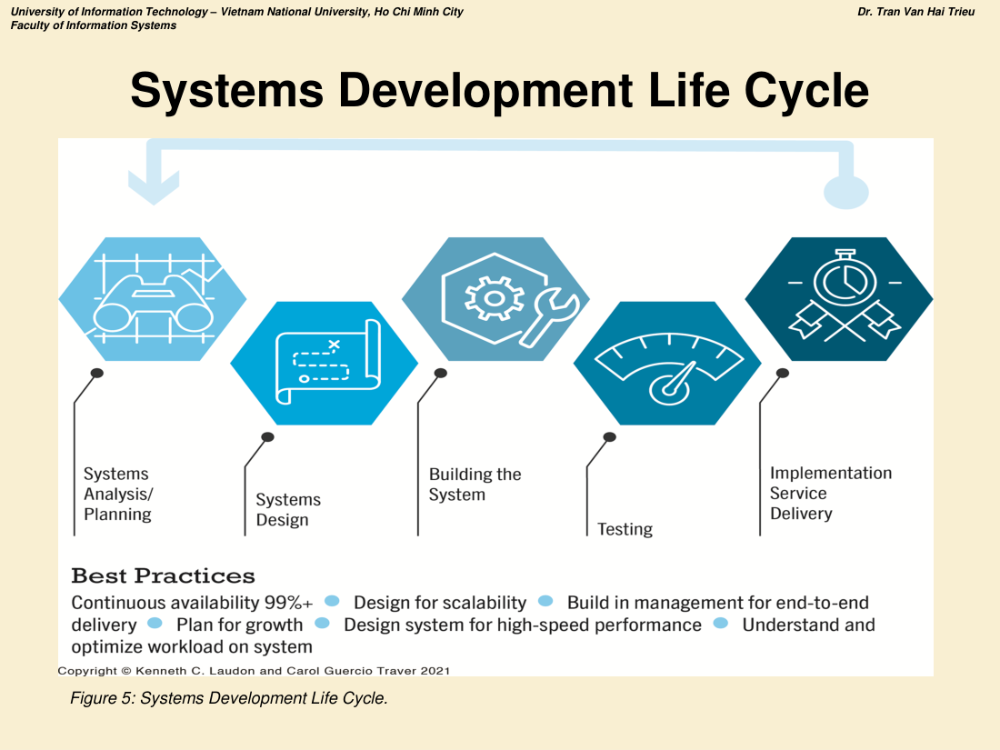 University of Information Technology – Vietnam National University, Ho Chi Minh City
Faculty of Information Systems
Dr. Tran Van Hai Trieu
Systems Development Life Cycle
Systems
Analysis/
Planning
Systems
Design
Building the
System
Testing
Implementation
Service
Delivery
Best Practices
Continuous availability 99%+ ● Design for scalability ● Build in management for end-to-end
delivery ● Plan for growth ● Design system for high-speed performance ● Understand and
optimize workload on system
Copyright © Kenneth C. Laudon and Carol Guercio Traver 2021
Figure 5: Systems Development Life Cycle.